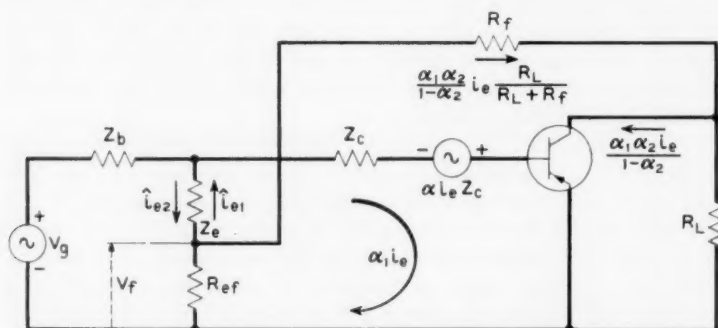 R_f
α₁α₂/(1-α₂) i_e R_L/(R_L + R_f)
Z_b
Z_c
- +
α i_e Z_c
α₁α₂i_e/(1-α₂)
î_e2
î_e1
Z_e
+
V_g
-
V_f
R_ef
α₁i_e
R_L